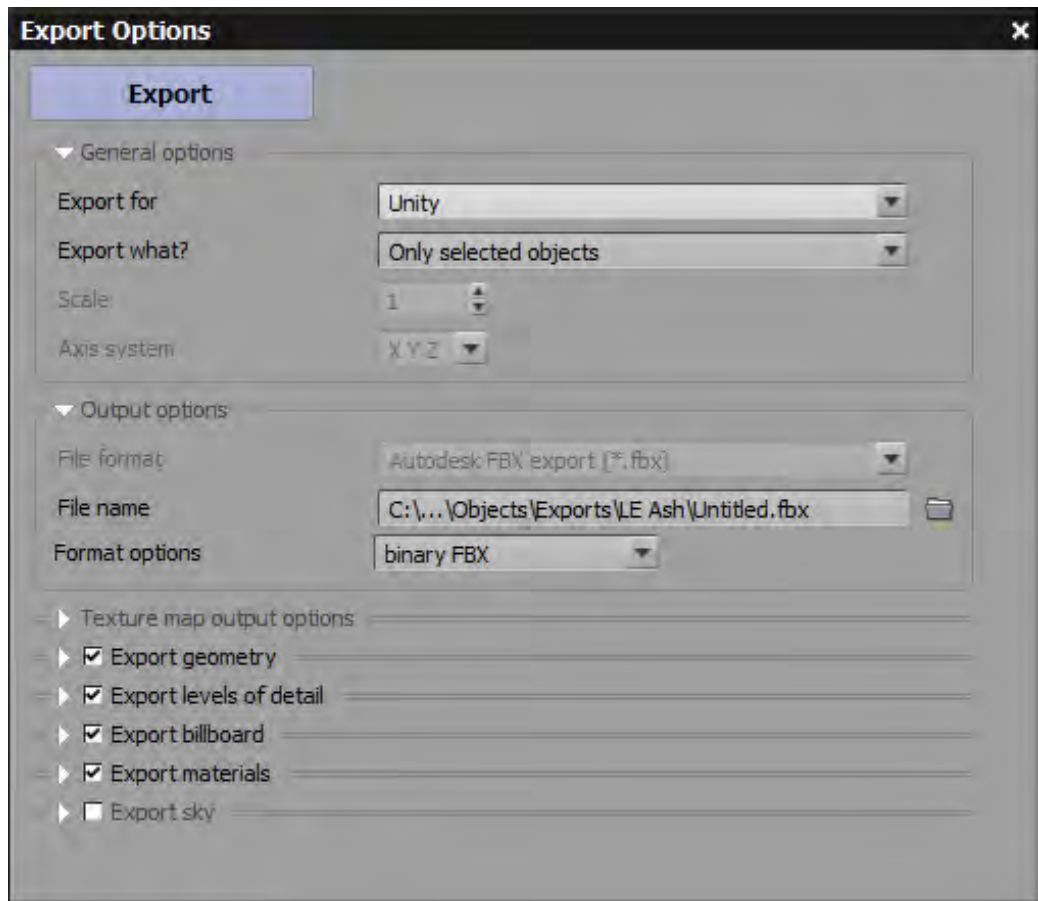 Export Options
Export
General options
Export for Unity
Export what? Only selected objects
Scale 1
Axis system X Y Z
Output options
File format Autodesk FBX export (*.fbx)
File name C:\...\Objects\Exports\LE Ash\Untitled.fbx
Format options binary FBX
Texture map output options
Export geometry
Export levels of detail
Export billboard
Export materials
Export sky